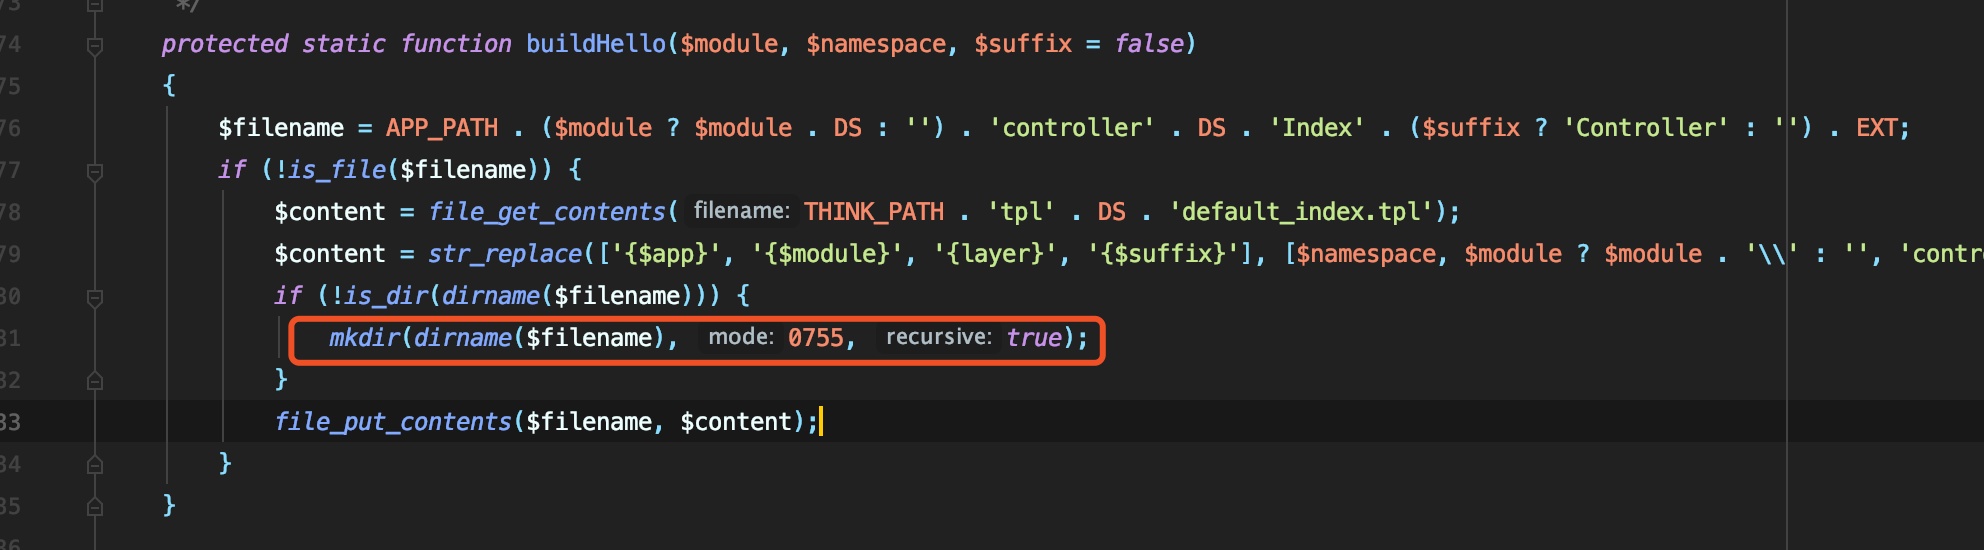 */
74 protected static function buildHello($module, $namespace, $suffix = false)
75 {
76 $filename = APP_PATH . ($module ? $module . DS : '') . 'controller' . DS . 'Index' . ($suffix ? 'Controller' : '') . EXT;
77 if (!is_file($filename)) {
78 $content = file_get_contents( filename: THINK_PATH . 'tpl' . DS . 'default_index.tpl');
79 $content = str_replace(['{$app}', '{$module}', '{layer}', '{$suffix}'], [$namespace, $module ? $module . '\\' : '', 'contr
80 if (!is_dir(dirname($filename))) {
81 mkdir(dirname($filename), mode: 0755, recursive: true);
82 }
83 file_put_contents($filename, $content);
84 }
85 }
86